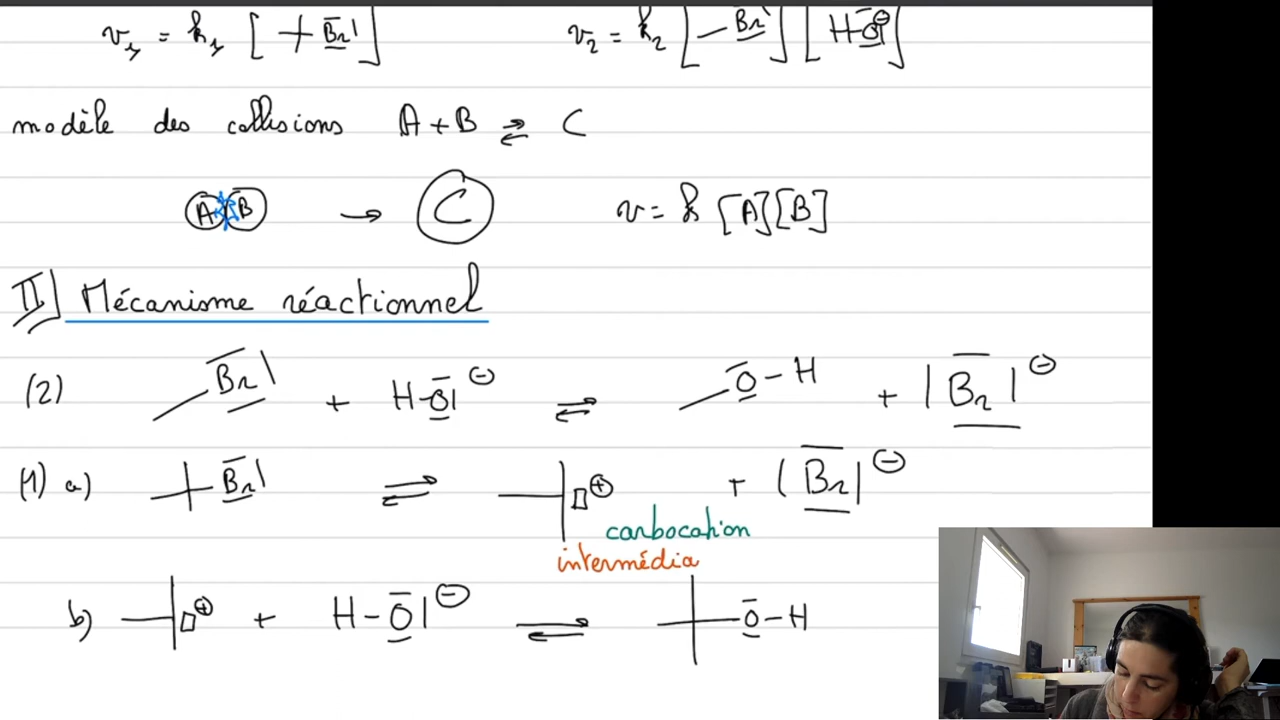 v₁ = k₁ [ Br ] v₂ = k₂ [ Br ] [ H-O⊖ ]
modèle des collisions A + B ⇌ C
A B → C v = k [A][B]
II] Mécanisme réactionnel
(2) Br + H-O ⊖ ⇌ O-H + |Br| ⊖
(1) a) Br ⇌ □ ⊕ + |Br| ⊖
carbocation
intermédia
b) □ ⊕ + H-O| ⊖ ⇌ O-H